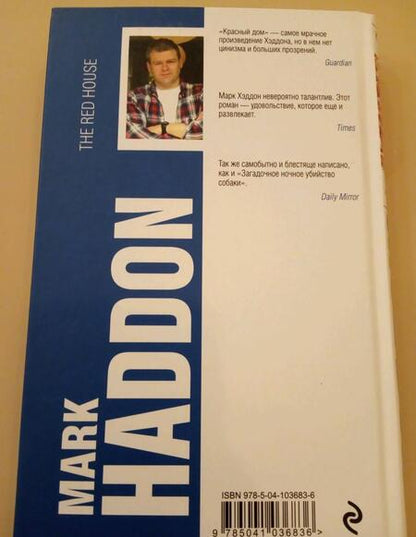 THE RED HOUSE
MARK
HADDON
«Красный дом» — самое мрачное
произведение Хэддона, но в нем нет
цинизма и больших прозрений.
Guardian
Марк Хэддон невероятно талантлив. Этот
роман — удовольствие, которое еще и
развлекает.
Times
Так же самобытно и блестяще написано,
как и «Загадочное ночное убийство
собаки».
Daily Mirror
ISBN 978-5-04-103683-6
9 785041 036836 >